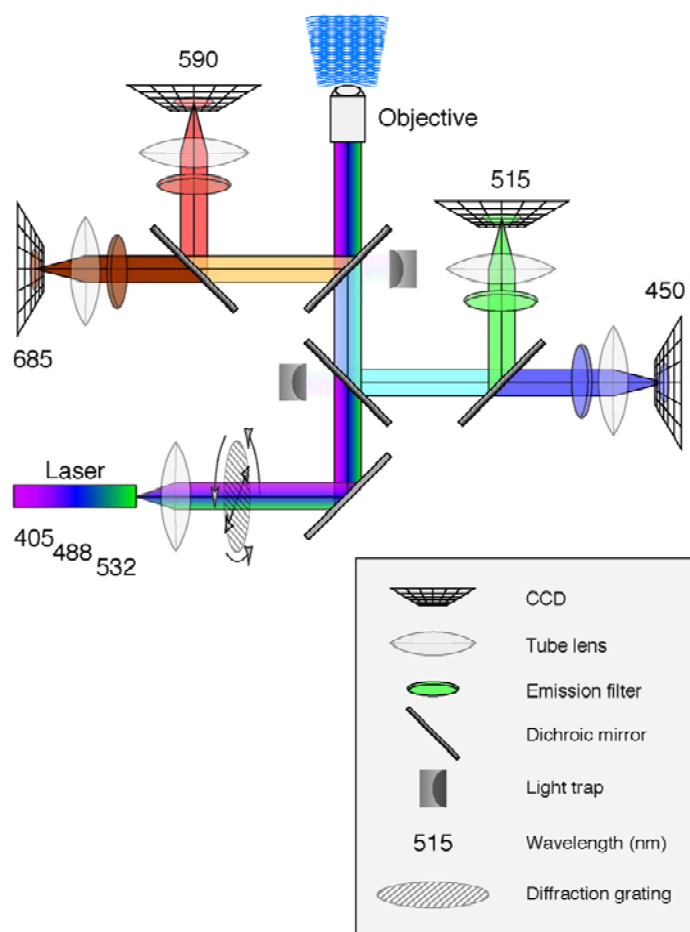 590
Objective
515
450
685
Laser
405
488
532
CCD
Tube lens
Emission filter
Dichroic mirror
Light trap
515 Wavelength (nm)
Diffraction grating